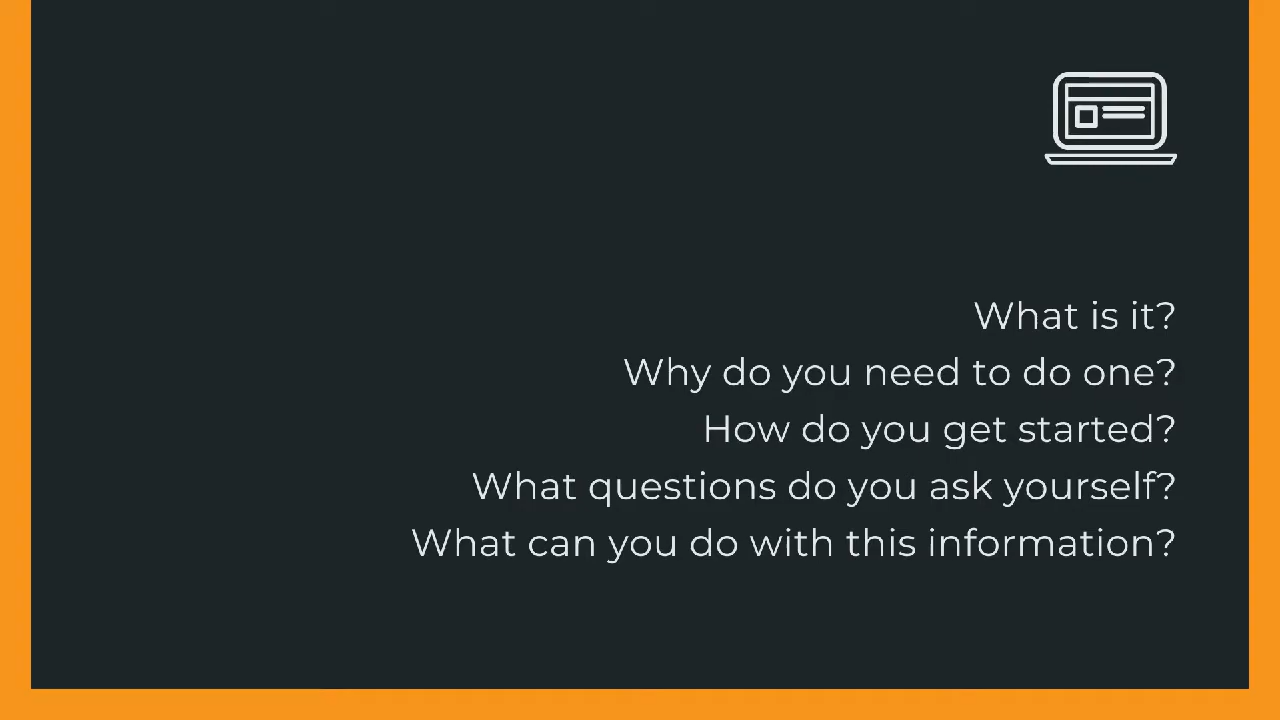 What is it?
Why do you need to do one?
How do you get started?
What questions do you ask yourself?
What can you do with this information?